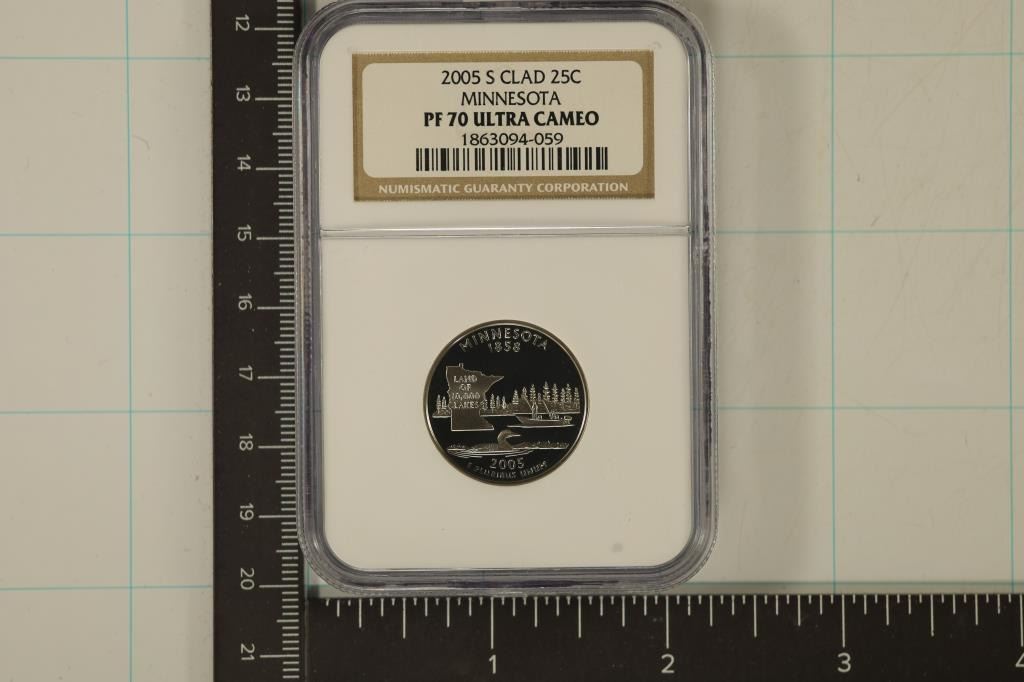 2005 S CLAD 25C
MINNESOTA
PF 70 ULTRA CAMEO
1863094-059
NUMISMATIC GUARANTY CORPORATION
MINNESOTA
1858
LAND
OF
10,000
LAKES
2005
E PLURIBUS UNUM
12
13
14
15
16
17
18
19
20
21
1
2
3
4